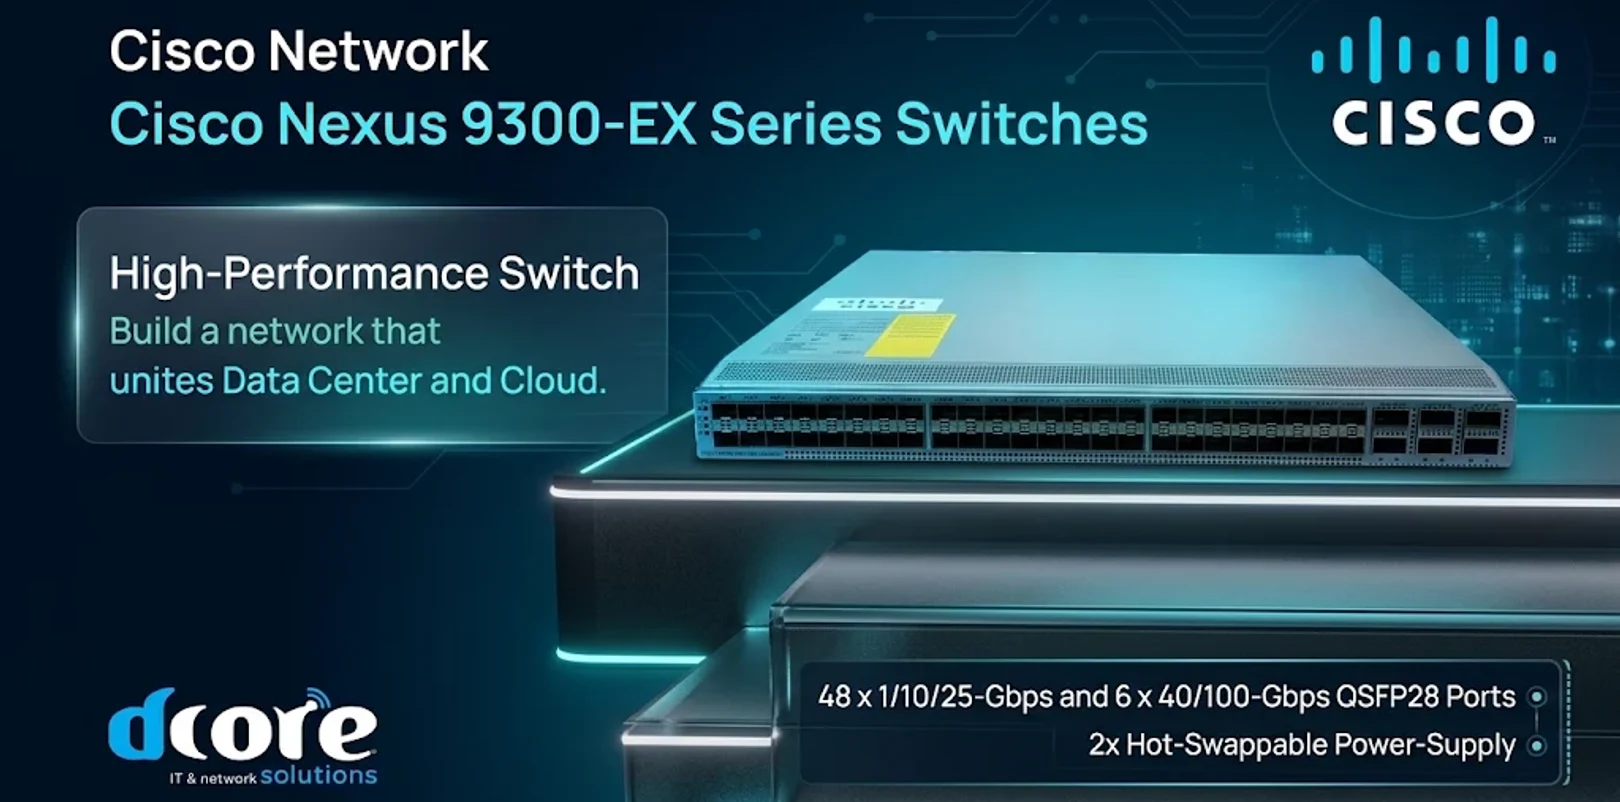 Cisco Network
Cisco Nexus 9300-EX Series Switches
CISCO
TM
High-Performance Switch
Build a network that
unites Data Center and Cloud.
CISCO
48 x 1/10/25-Gbps and 6 x 40/100-Gbps QSFP28 Ports
2x Hot-Swappable Power-Supply
dcore
IT & network solutions